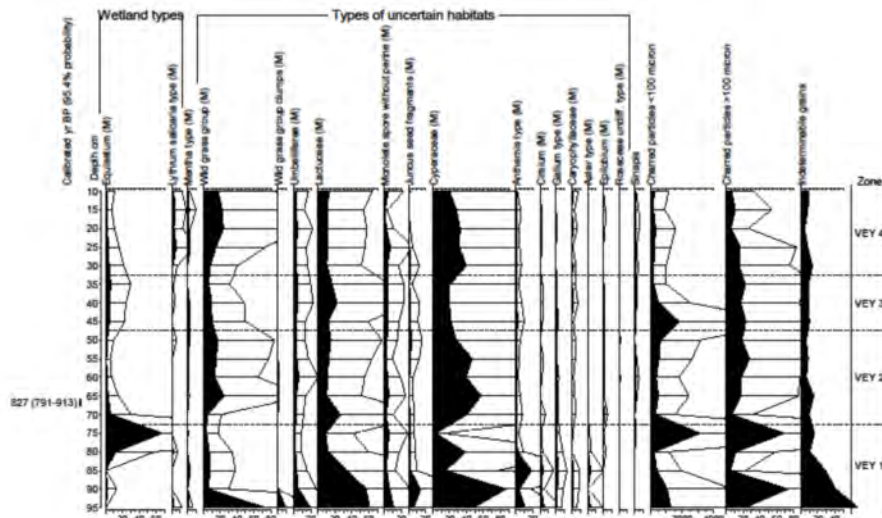 Wetland types
Types of uncertain habitats
Calibrated yr BP (95.4% probability)
Depth cm
Equisetum (M)
Lythrum salicaria type (M)
Mentha type (M)
Wild grass group (M)
Wild grass group clumps (M)
Umbelliferae (M)
Lactuceae (M)
Monolete spore without perine (M)
Juncus seed fragments (M)
Cyperaceae (M)
Anthemis type (M)
Cirsium (M)
Galium type (M)
Caryophyllaceae (M)
Aster type (M)
Epilobium (M)
Rosaceae undiff. type (M)
Sinapis
Charred particles <100 micron
Charred particles >100 micron
Indeterminable grains
Zone
10
15
20
25
30
35
40
45
50
55
60
65
70
75
80
85
90
95
827 (791-913)
VEY 4
VEY 3
VEY 2
VEY 1